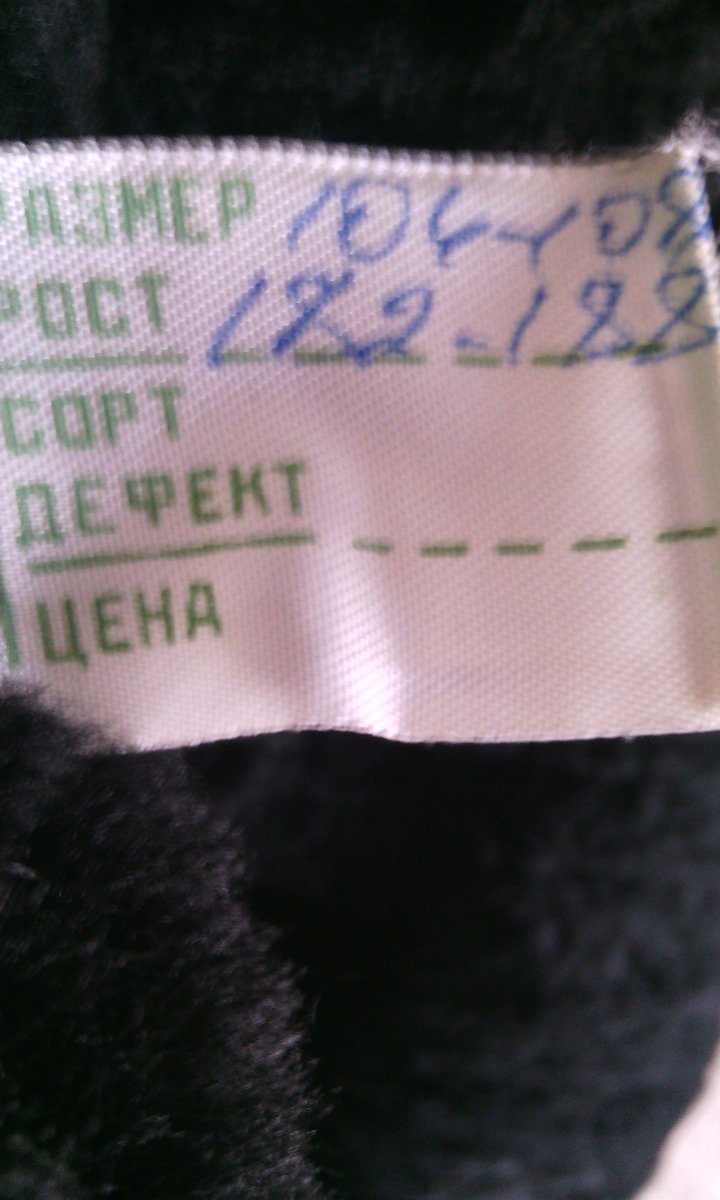 РАЗМЕР 104-108
РОСТ 182-188
СОРТ
ДЕФЕКТ
ЦЕНА